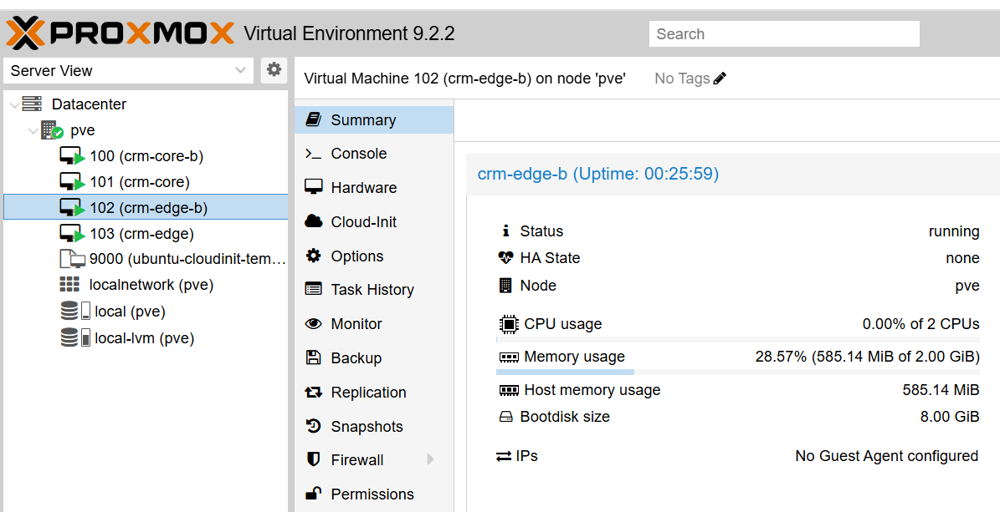 PROXMOX Virtual Environment 9.2.2
Search
Server View
Datacenter
pve
100 (crm-core-b)
101 (crm-core)
102 (crm-edge-b)
103 (crm-edge)
9000 (ubuntu-cloudinit-tem...
localnetwork (pve)
local (pve)
local-lvm (pve)
Virtual Machine 102 (crm-edge-b) on node 'pve'
No Tags
Summary
Console
Hardware
Cloud-Init
Options
Task History
Monitor
Backup
Replication
Snapshots
Firewall
Permissions
crm-edge-b (Uptime: 00:25:59)
Status running
HA State none
Node pve
CPU usage 0.00% of 2 CPUs
Memory usage 28.57% (585.14 MiB of 2.00 GiB)
Host memory usage 585.14 MiB
Bootdisk size 8.00 GiB
IPs No Guest Agent configured